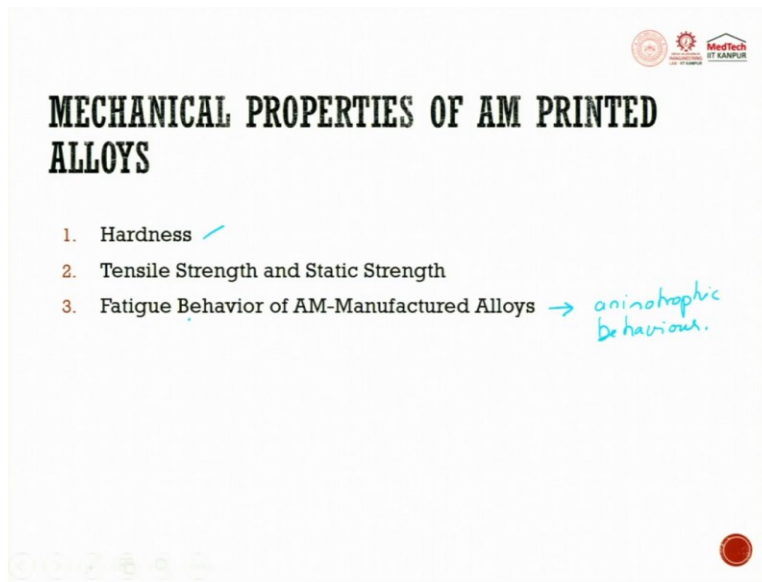 MedTech
IIT KANPUR
MECHANICAL PROPERTIES OF AM PRINTED
ALLOYS
1. Hardness
2. Tensile Strength and Static Strength
3. Fatigue Behavior of AM-Manufactured Alloys → aninotrophic
behaviour.